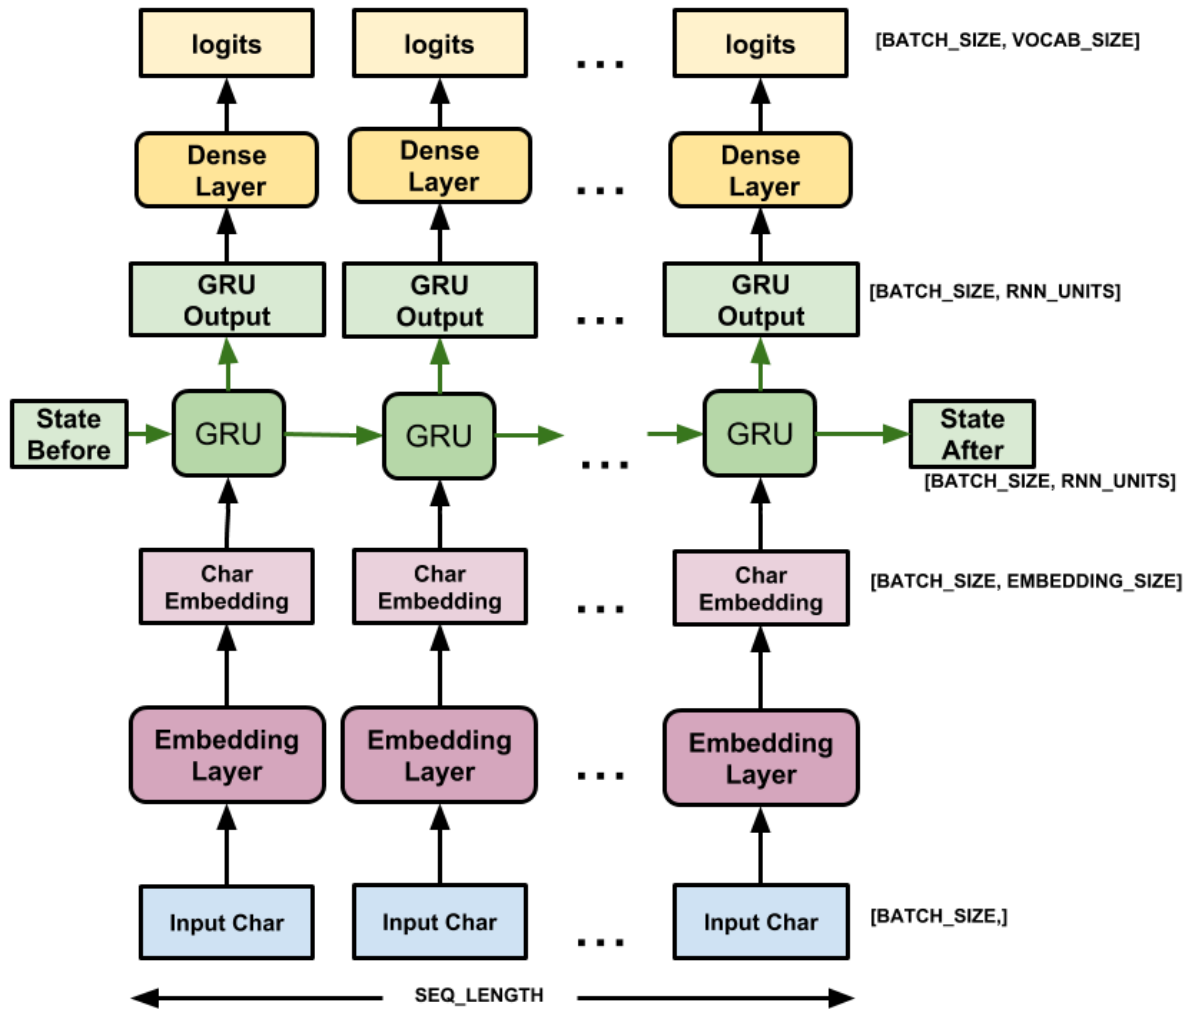 logits
logits
...
logits
[BATCH_SIZE, VOCAB_SIZE]
Dense
Layer
Dense
Layer
...
Dense
Layer
GRU
Output
GRU
Output
...
GRU
Output
[BATCH_SIZE, RNN_UNITS]
State
Before
GRU
GRU
...
GRU
State
After
[BATCH_SIZE, RNN_UNITS]
Char
Embedding
Char
Embedding
...
Char
Embedding
[BATCH_SIZE, EMBEDDING_SIZE]
Embedding
Layer
Embedding
Layer
...
Embedding
Layer
Input Char
Input Char
...
Input Char
[BATCH_SIZE,]
SEQ_LENGTH